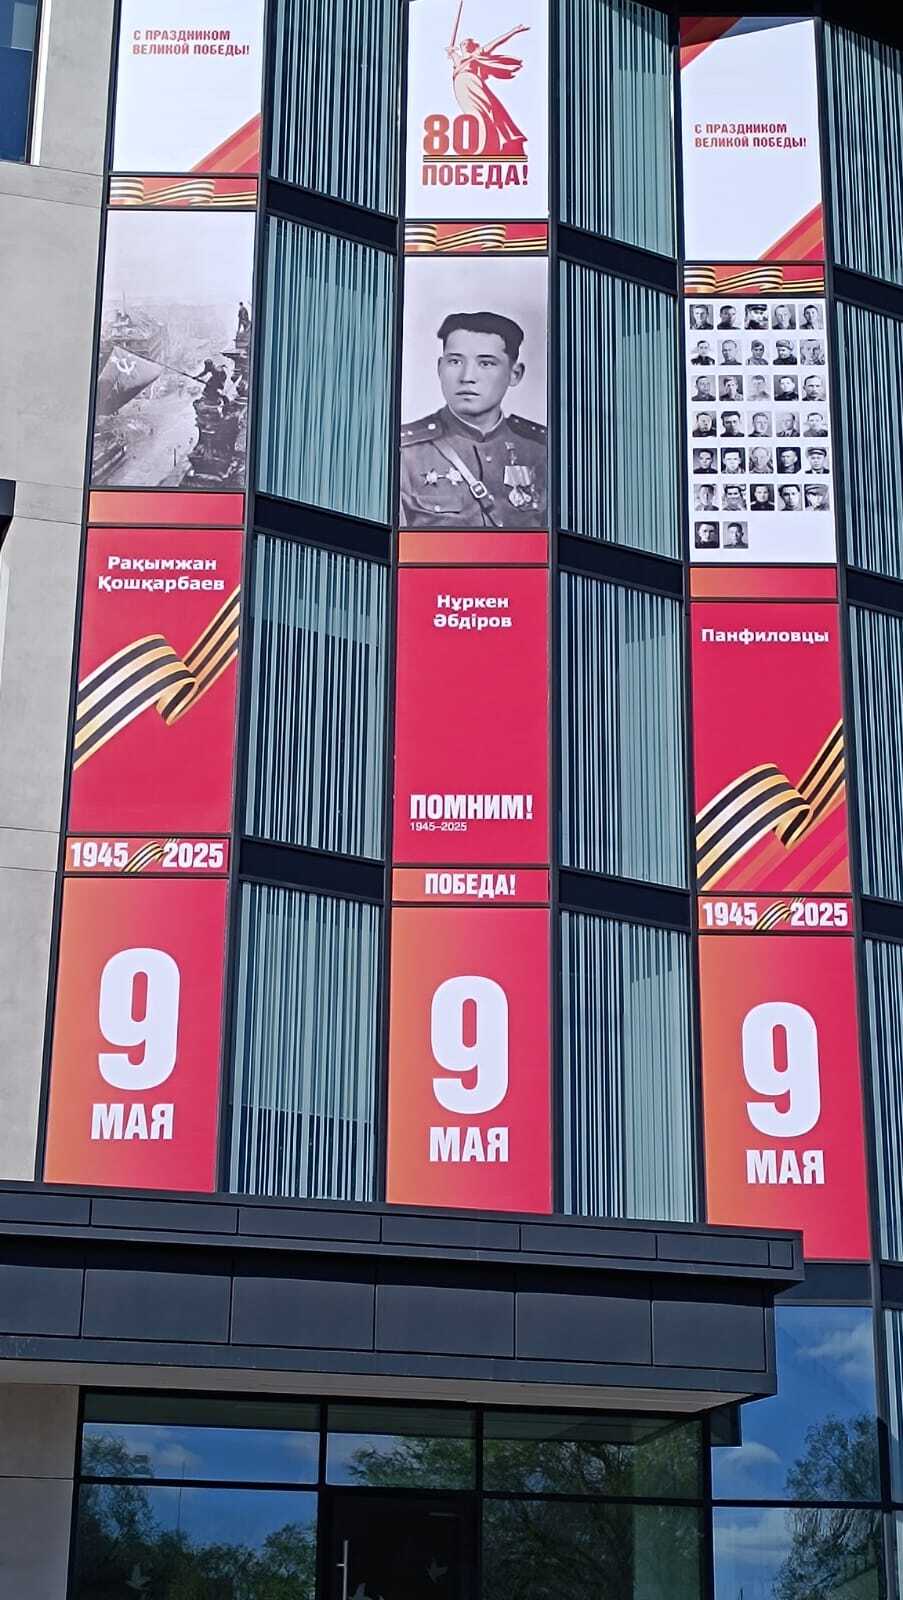 С ПРАЗДНИКОМ
ВЕЛИКОЙ ПОБЕДЫ!
1945 2025
Рақымжан
Қошқарбаев
9
МАЯ
80
ПОБЕДА!
Нұркен
Әбдіров
ПОМНИМ!
1945–2025
ПОБЕДА!
9
МАЯ
С ПРАЗДНИКОМ
ВЕЛИКОЙ ПОБЕДЫ!
Панфиловцы
1945 2025
9
МАЯ